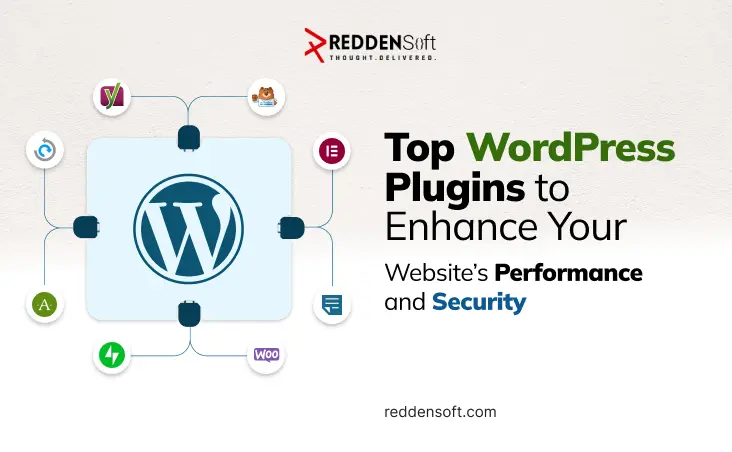 REDDENSoft
THOUGHT.DELIVERED.
Top WordPress
Plugins to
Enhance Your
Website's Performance
and Security
reddensoft.com
y
W
E
A
WOO